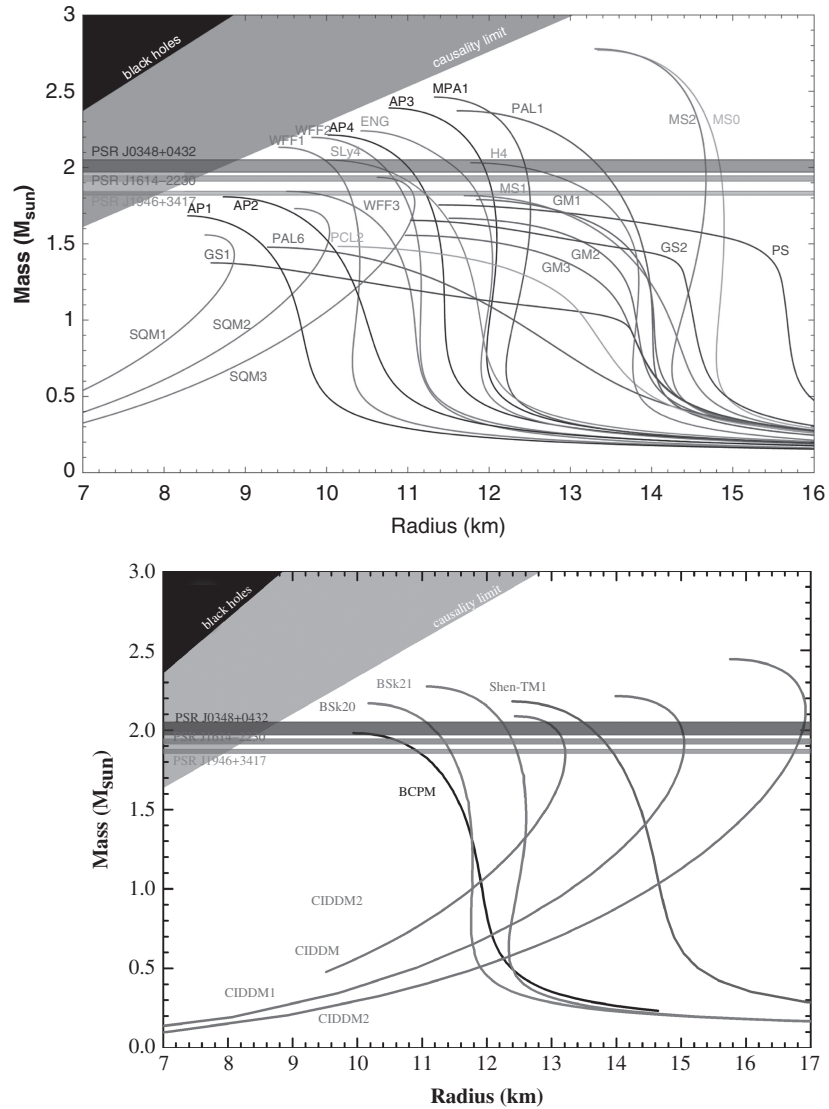 3
2.5
2
1.5
1
0.5
0
Mass (Msun)
black holes
causality limit
MPA1
AP3
ENG
AP4
WFF2
WFF1
SLy4
PAL1
MS2
MS0
H4
PSR J0348+0432
PSR J1614−2230
PSR J1946+3417
AP1
AP2
WFF3
MS1
GM1
PAL6
PCL2
GS1
GM2
GM3
GS2
PS
SQM1
SQM2
SQM3
7 8 9 10 11 12 13 14 15 16
Radius (km)
3.0
2.5
2.0
1.5
1.0
0.5
0.0
Mass (Msun)
black holes
causality limit
BSk21
BSk20
Shen-TM1
PSR J0348+0432
PSR J1614−2230
PSR J1946+3417
BCPM
CIDDM2
CIDDM
CIDDM1
CIDDM2
7 8 9 10 11 12 13 14 15 16 17
Radius (km)